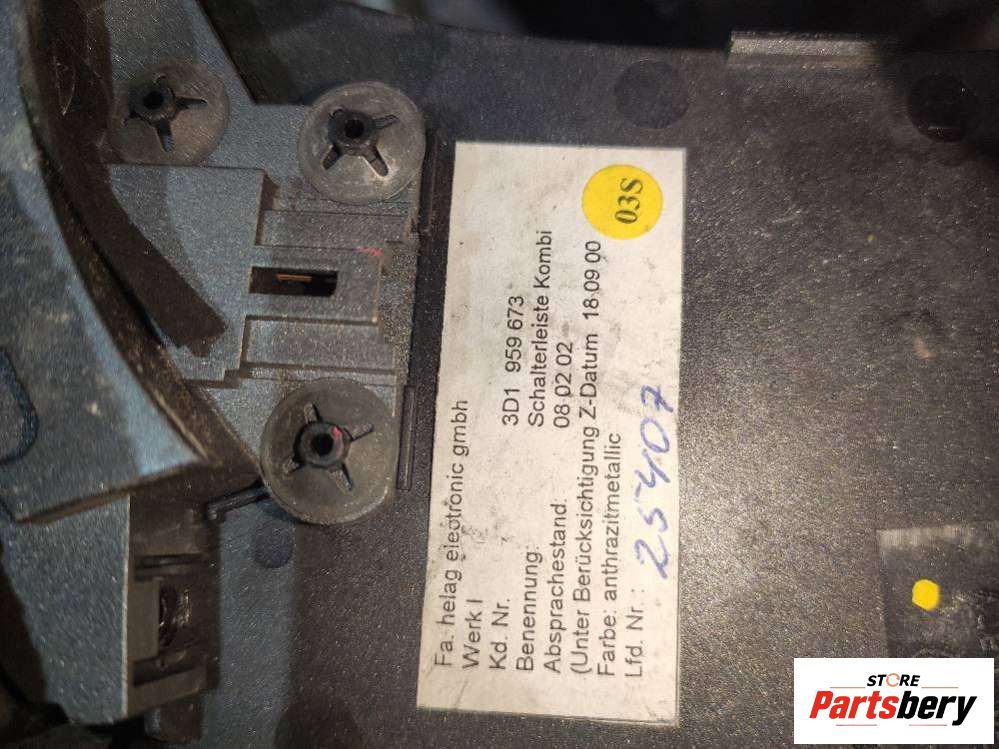 Fa. helag electronic gmbh
Werk I
Kd. Nr. 3D1 959 673
Benennung: Schalterleiste Kombi
Absprachestand: 08 02 02
(Unter Berücksichtigung Z-Datum 18 09 00
Farbe: anthrazitmetallic
Lfd. Nr.: 25407
03S
STORE
Partsbery